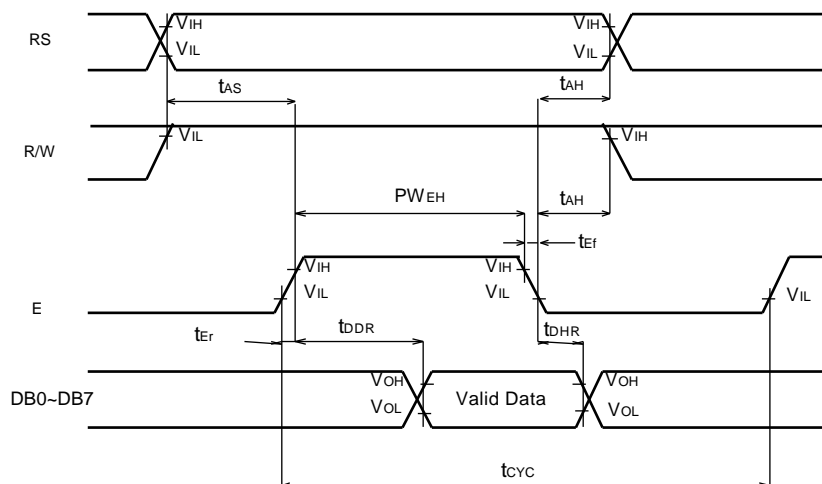 RS
VIH
VIL
VIH
VIL
tAS
tAH
R/W
VIL
VIH
PWEH
tAH
tEf
E
VIH
VIL
VIH
VIL
VIL
tEr
tDDR
tDHR
DB0~DB7
VOH
VOL
Valid Data
VOH
VOL
tCYC